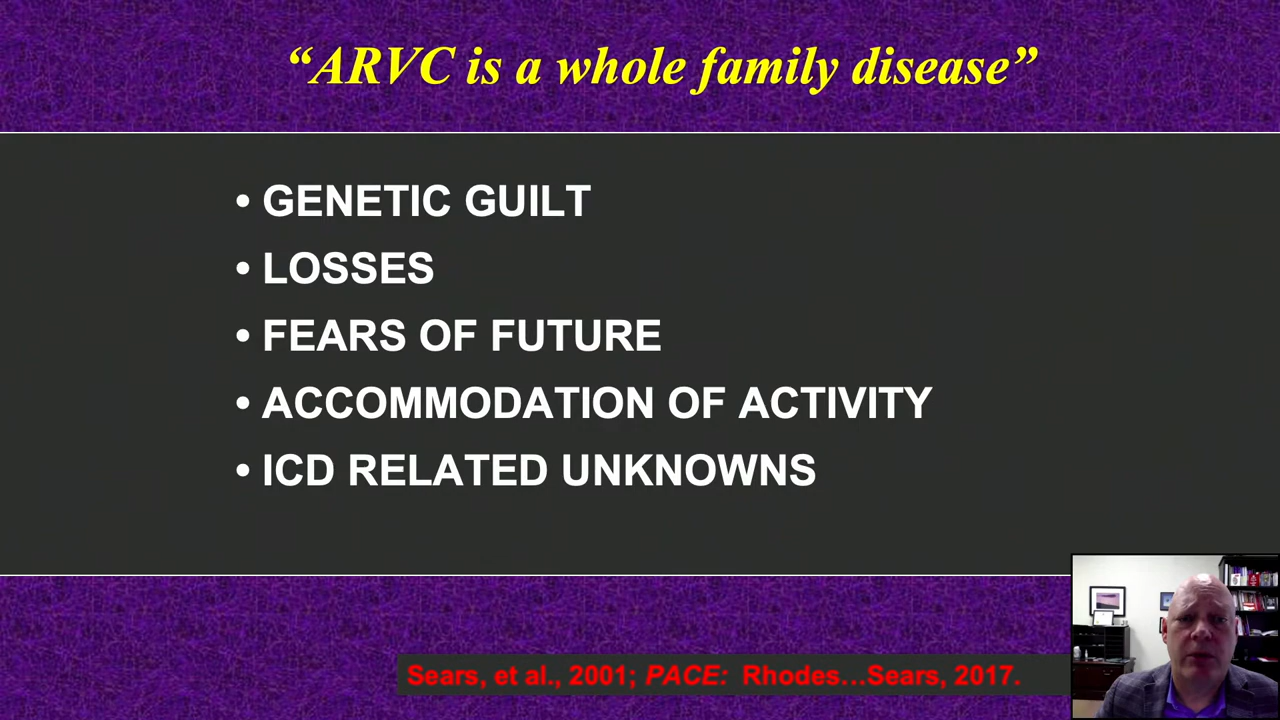 “ARVC is a whole family disease”
• GENETIC GUILT
• LOSSES
• FEARS OF FUTURE
• ACCOMMODATION OF ACTIVITY
• ICD RELATED UNKNOWNS
Sears, et al., 2001; PACE: Rhodes…Sears, 2017.